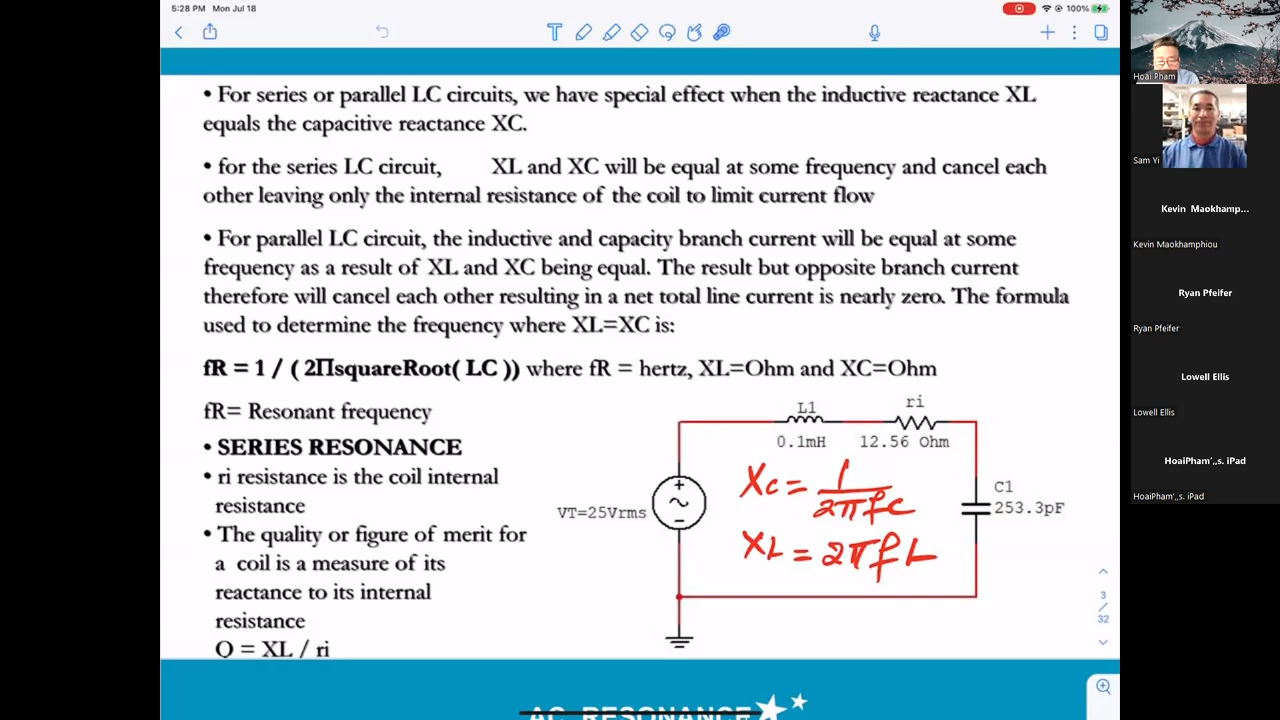 5:28 PM Mon Jul 18
100%
• For series or parallel LC circuits, we have special effect when the inductive reactance XL
equals the capacitive reactance XC.
• for the series LC circuit, XL and XC will be equal at some frequency and cancel each
other leaving only the internal resistance of the coil to limit current flow
• For parallel LC circuit, the inductive and capacity branch current will be equal at some
frequency as a result of XL and XC being equal. The result but opposite branch current
therefore will cancel each other resulting in a net total line current is nearly zero. The formula
used to determine the frequency where XL=XC is:
fR = 1 / ( 2ΠsquareRoot( LC )) where fR = hertz, XL=Ohm and XC=Ohm
fR= Resonant frequency
• SERIES RESONANCE
• ri resistance is the coil internal
resistance
• The quality or figure of merit for
a coil is a measure of its
reactance to its internal
resistance
Q = XL / ri
L1
0.1mH
ri
12.56 Ohm
VT=25Vrms
C1
253.3pF
Xc = 1 / 2πfC
XL = 2πfL
3
/
32
AC RESONANCE
Hoai Pham
Sam Yi
Kevin Maokhamp...
Kevin Maokhamphiou
Ryan Pfeifer
Ryan Pfeifer
Lowell Ellis
Lowell Ellis
HoaiPham',,s. iPad
HoaiPham',,s. iPad